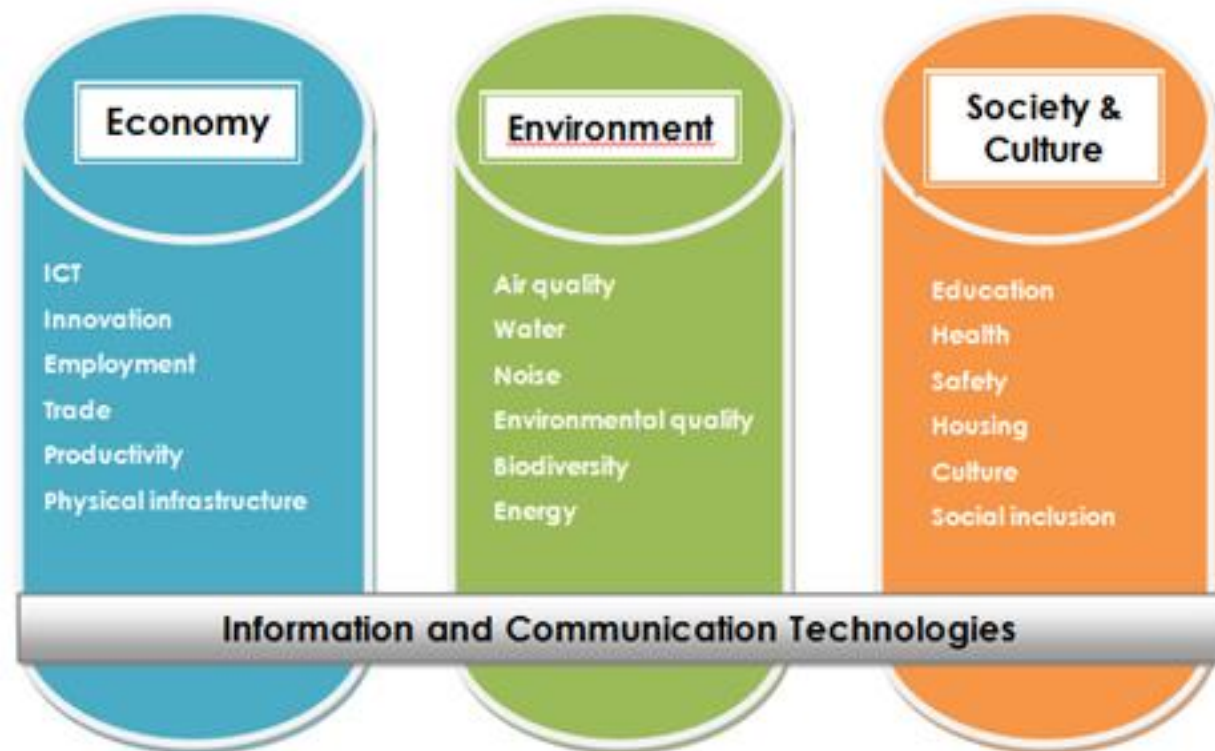 Economy
ICT
Innovation
Employment
Trade
Productivity
Physical infrastructure
Environment
Air quality
Water
Noise
Environmental quality
Biodiversity
Energy
Society &
Culture
Education
Health
Safety
Housing
Culture
Social inclusion
Information and Communication Technologies